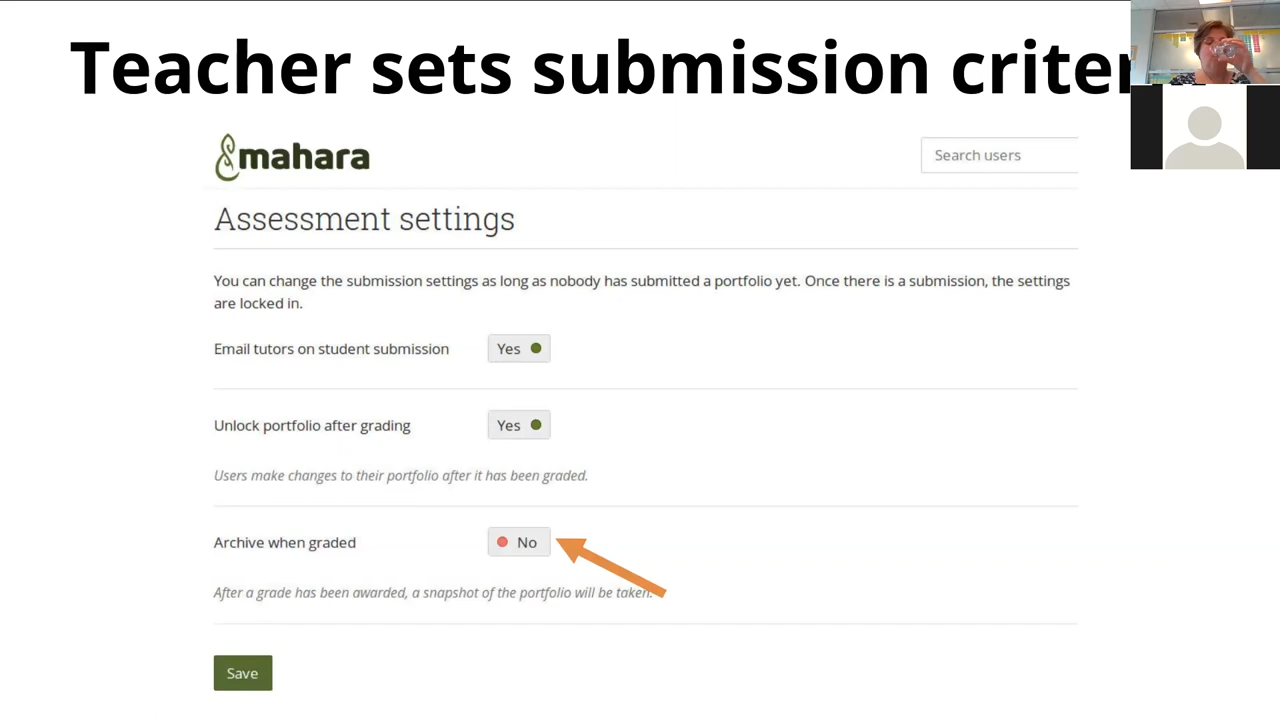 Teacher sets submission criter
mahara
Search users
Assessment settings
You can change the submission settings as long as nobody has submitted a portfolio yet. Once there is a submission, the settings
are locked in.
Email tutors on student submission Yes
Unlock portfolio after grading Yes
Users make changes to their portfolio after it has been graded.
Archive when graded No
After a grade has been awarded, a snapshot of the portfolio will be taken.
Save